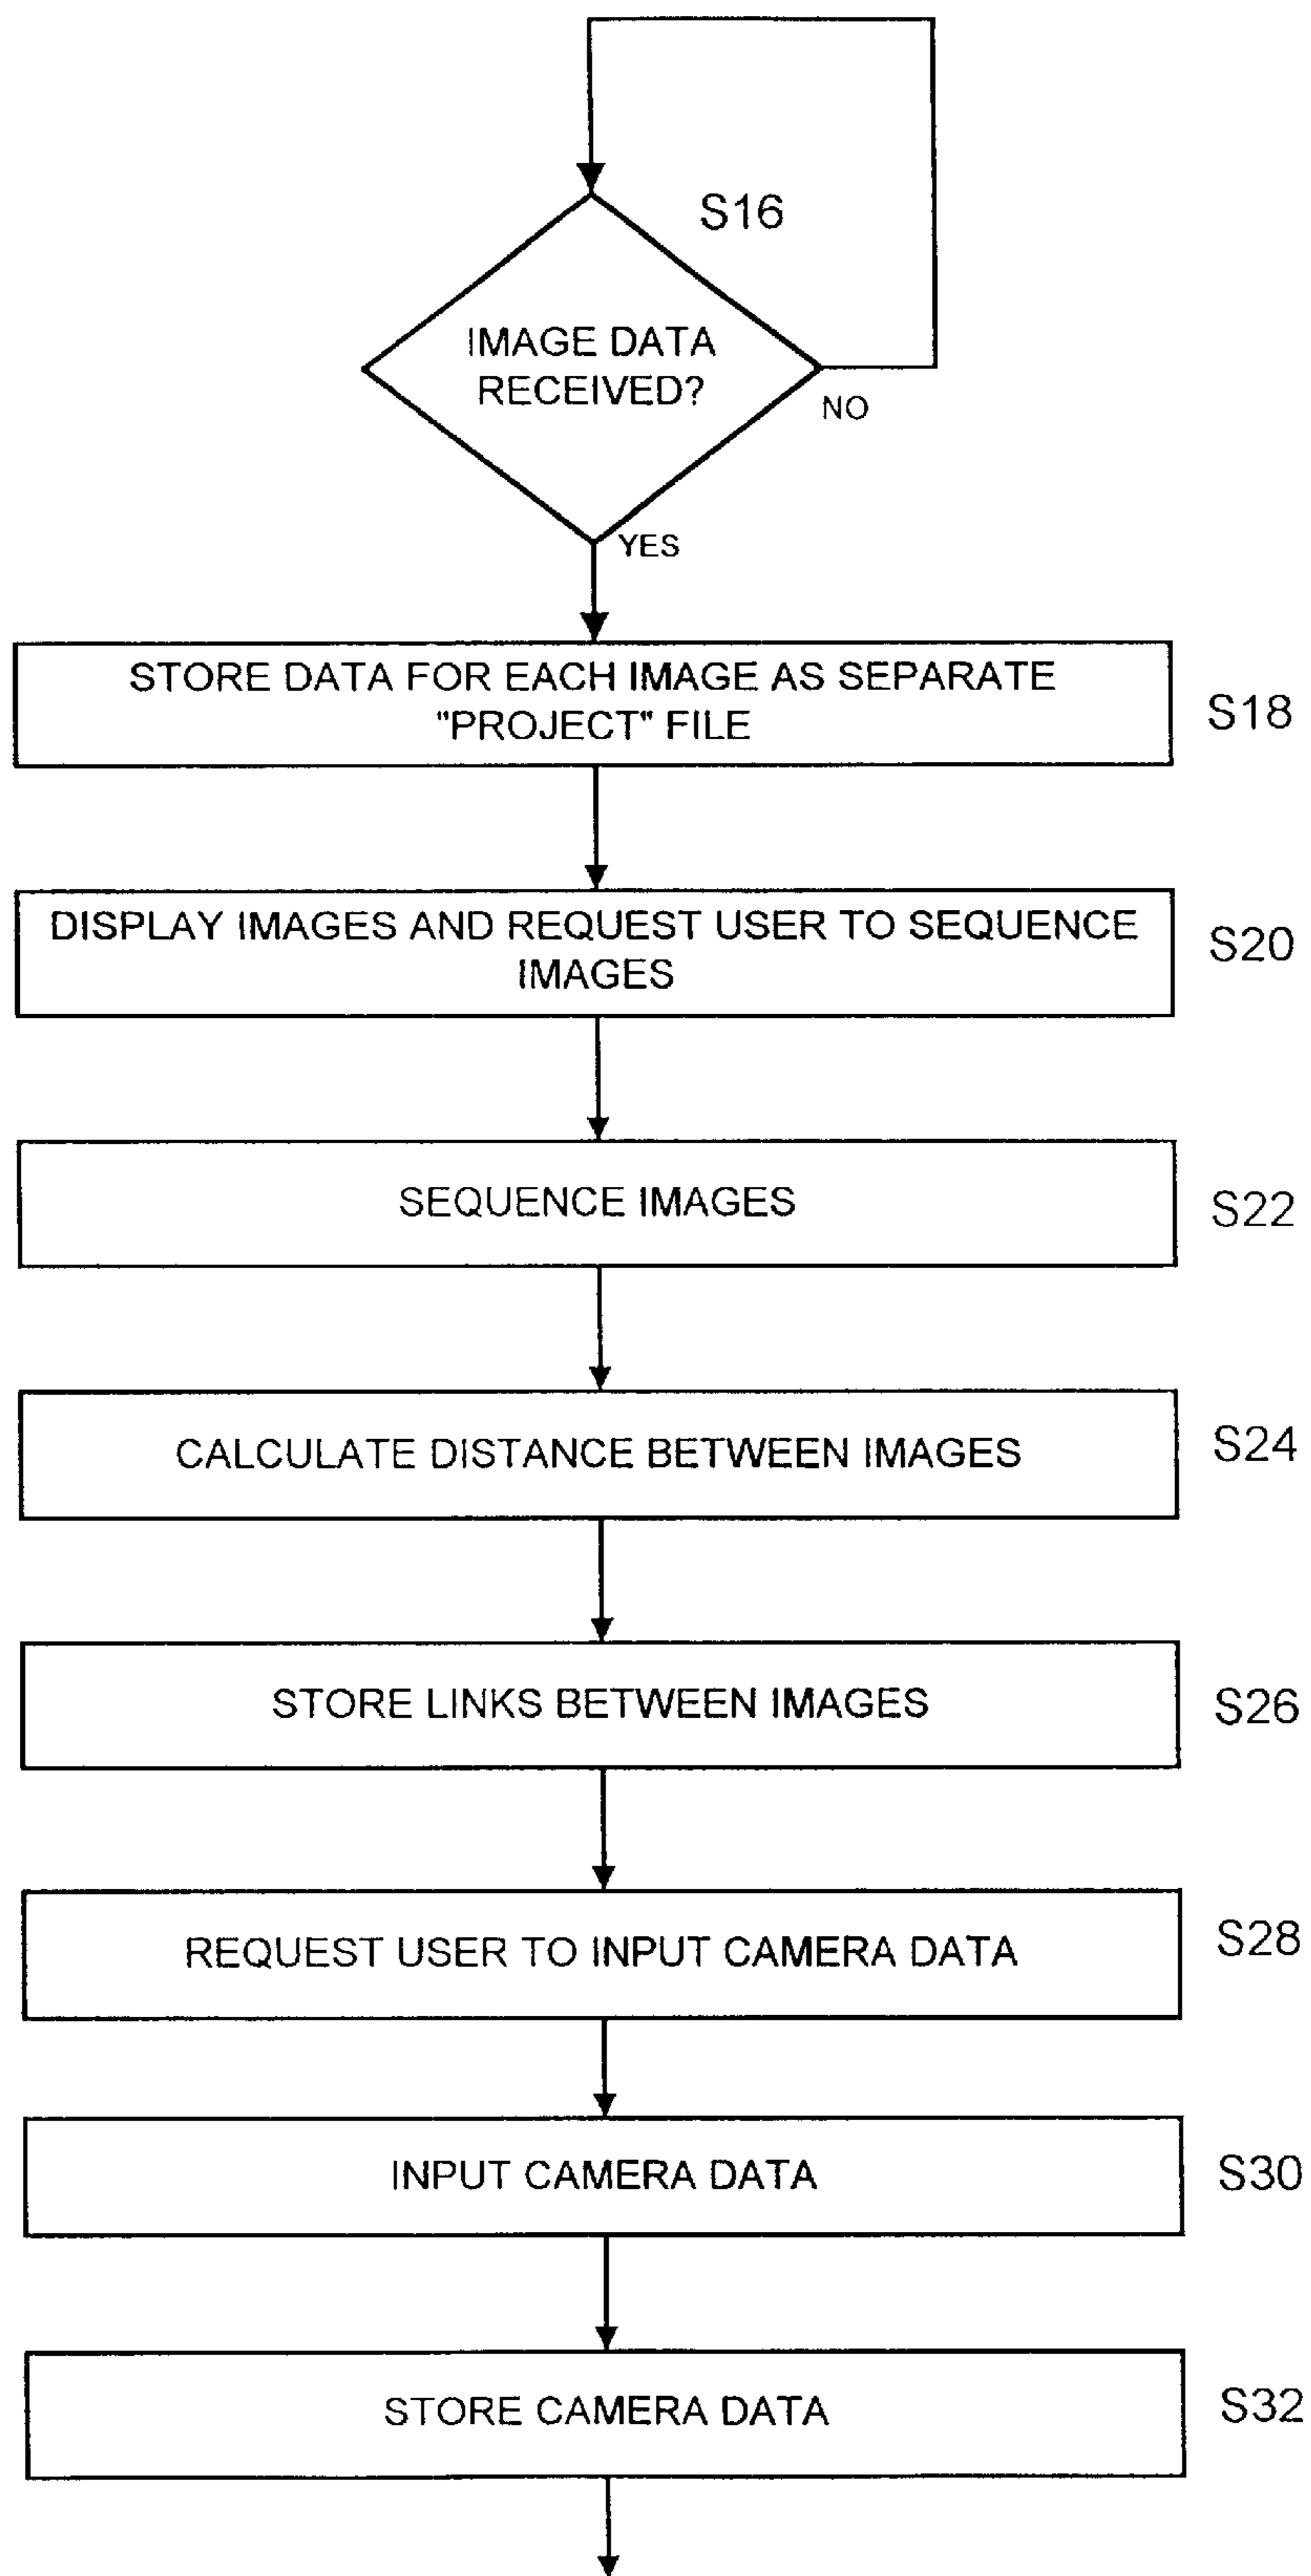 S16
IMAGE DATA
RECEIVED?
NO
YES
STORE DATA FOR EACH IMAGE AS SEPARATE
"PROJECT" FILE
S18
DISPLAY IMAGES AND REQUEST USER TO SEQUENCE
IMAGES
S20
SEQUENCE IMAGES
S22
CALCULATE DISTANCE BETWEEN IMAGES
S24
STORE LINKS BETWEEN IMAGES
S26
REQUEST USER TO INPUT CAMERA DATA
S28
INPUT CAMERA DATA
S30
STORE CAMERA DATA
S32